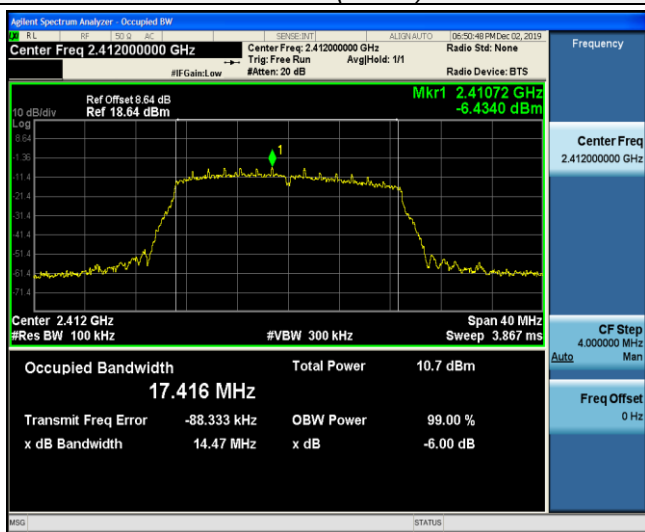 Agilent Spectrum Analyzer - Occupied BW
RL RF 50 Ω AC SENSE:INT ALIGN AUTO 06:50:48 PM Dec 02, 2019
Center Freq 2.412000000 GHz
Center Freq: 2.412000000 GHz
Radio Std: None
Trig: Free Run Avg|Hold: 1/1
#IFGain:Low #Atten: 20 dB Radio Device: BTS
Frequency
Mkr1 2.41072 GHz
-6.4340 dBm
Ref Offset 8.64 dB
10 dB/div Ref 18.64 dBm
Log
8.64
-1.36
-11.4
-21.4
-31.4
-41.4
-51.4
-61.4
-71.4
1
Center 2.412 GHz Span 40 MHz
#Res BW 100 kHz #VBW 300 kHz Sweep 3.867 ms
Occupied Bandwidth Total Power 10.7 dBm
17.416 MHz
Transmit Freq Error -88.333 kHz OBW Power 99.00 %
x dB Bandwidth 14.47 MHz x dB -6.00 dB
Center Freq
2.412000000 GHz
CF Step
4.000000 MHz
Auto Man
Freq Offset
0 Hz
MSG STATUS